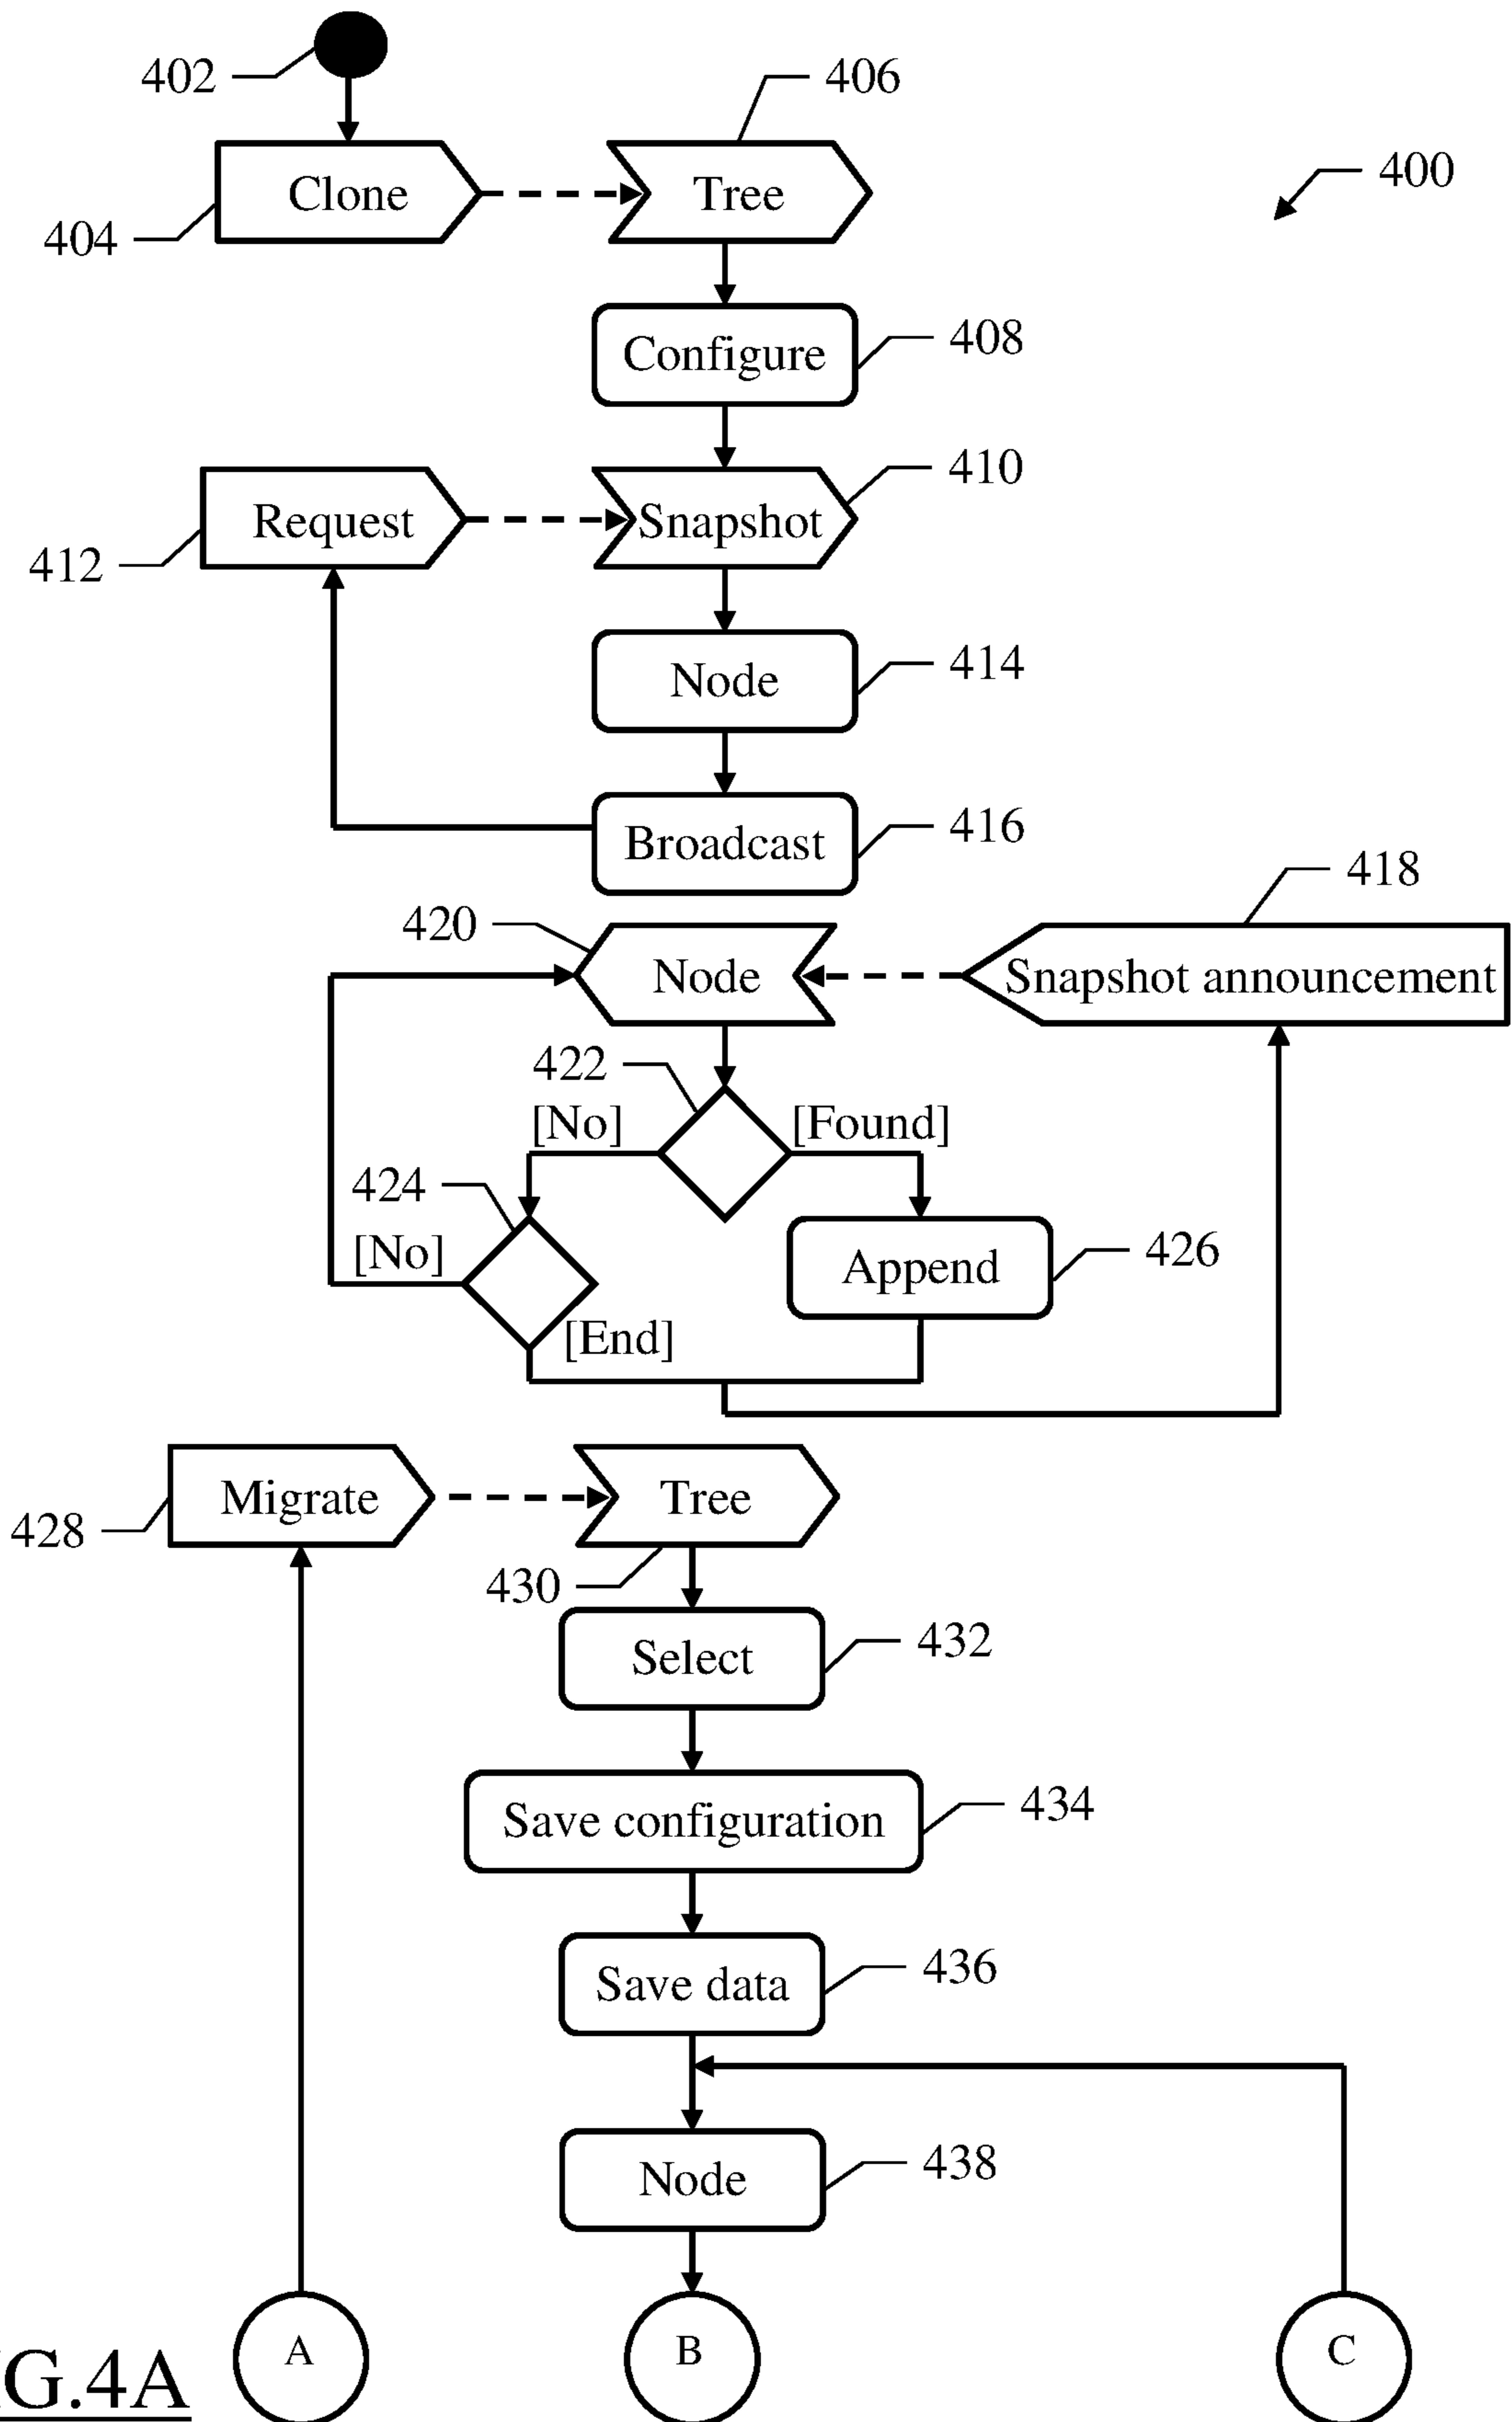 402
406
400
Clone
Tree
404
Configure
408
410
Request
Snapshot
412
Node
414
Broadcast
416
418
420
Node
Snapshot announcement
422
[No]
[Found]
424
[No]
Append
426
[End]
Migrate
Tree
428
430
Select
432
Save configuration
434
Save data
436
Node
438
A
B
C
G.4A